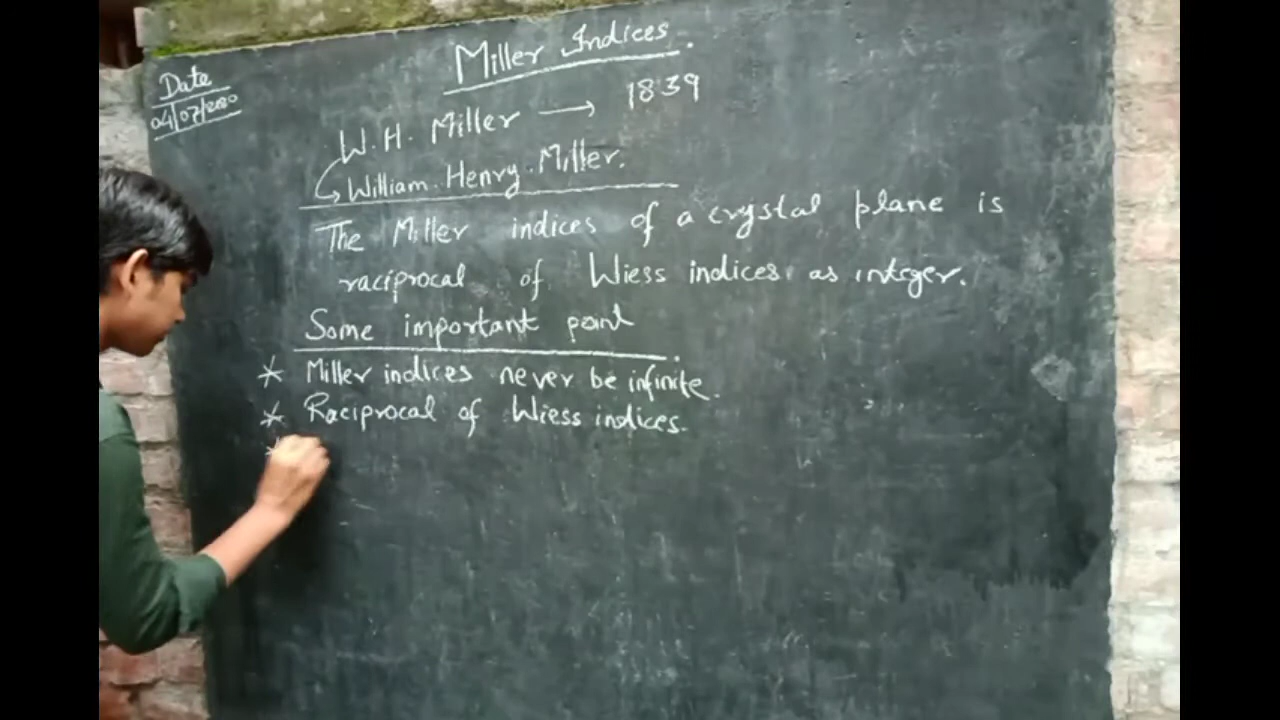 Miller Indices.
Date
04/07/2020
W.H. Miller → 1839
William Henry Miller.
The Miller indices of a crystal plane is
raciprocal of Wiess indices as integer.
Some important point
* Miller indices never be infinite.
* Raciprocal of Wiess indices.
*